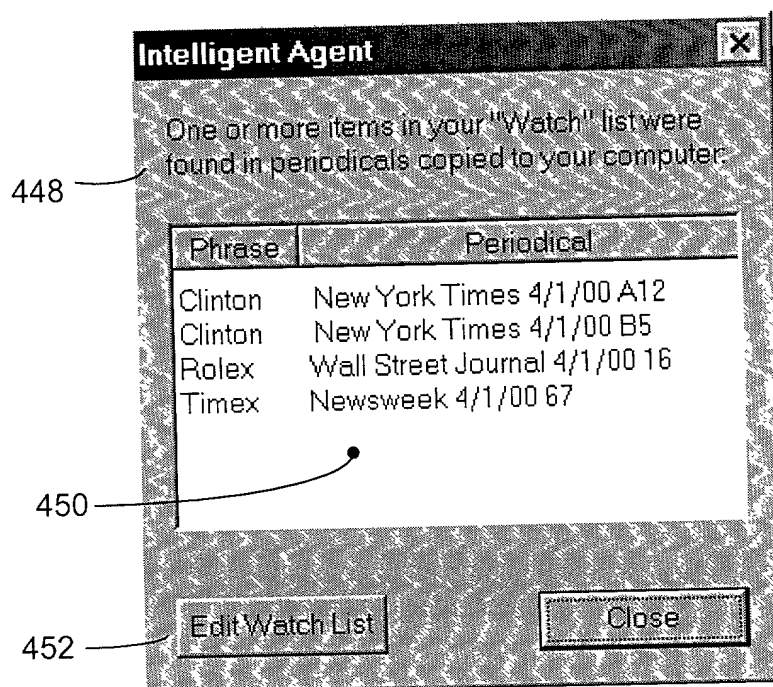 Intelligent Agent
One or more items in your "Watch" list were
found in periodicals copied to your computer:
448
Phrase Periodical
Clinton New York Times 4/1/00 A12
Clinton New York Times 4/1/00 B5
Rolex Wall Street Journal 4/1/00 16
Timex Newsweek 4/1/00 67
450
Edit Watch List Close
452